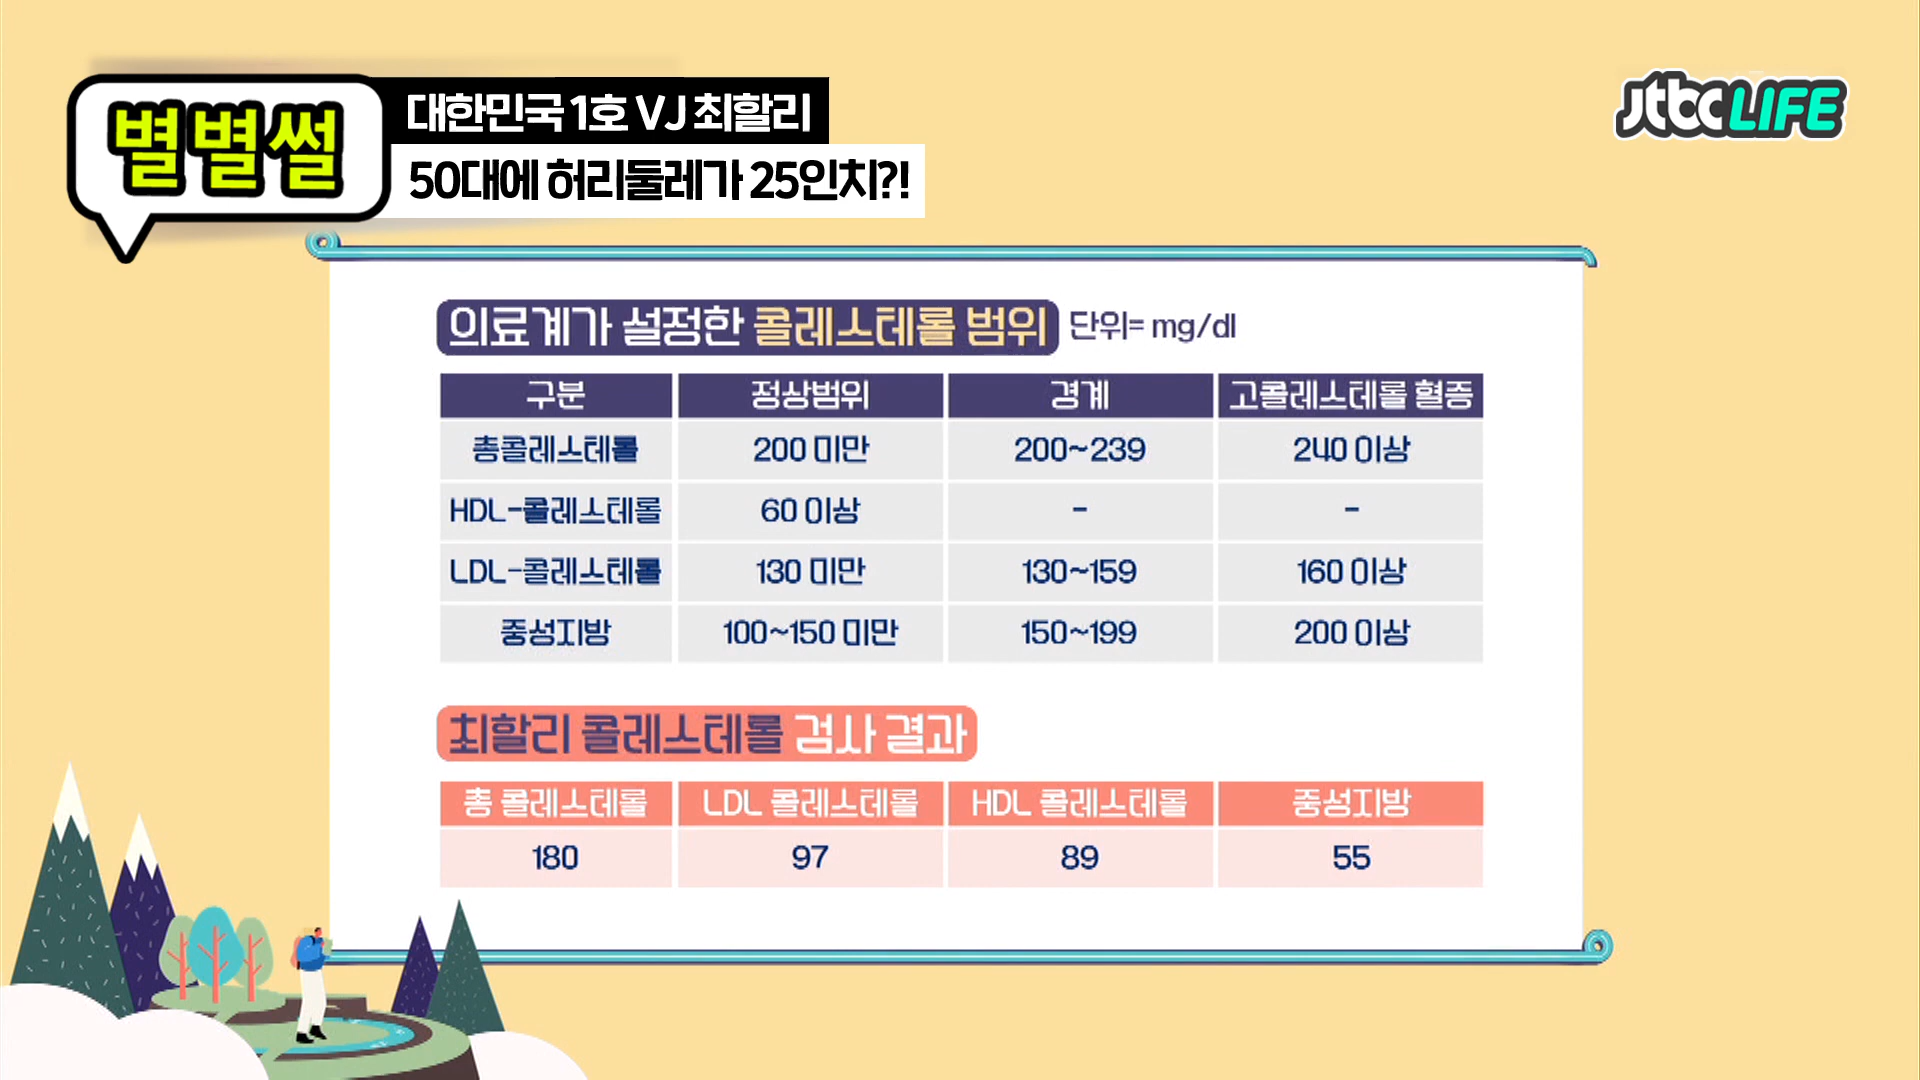 별별썰
대한민국 1호 VJ 최할리
50대에 허리둘레가 25인치?!
jtbc LIFE
의료계가 설정한 콜레스테롤 범위 단위= mg/dl
구분 정상범위 경계 고콜레스테롤 혈증
총콜레스테롤 200 미만 200~239 240 이상
HDL-콜레스테롤 60 이상 - -
LDL-콜레스테롤 130 미만 130~159 160 이상
중성지방 100~150 미만 150~199 200 이상
최할리 콜레스테롤 검사 결과
총 콜레스테롤 LDL 콜레스테롤 HDL 콜레스테롤 중성지방
180 97 89 55